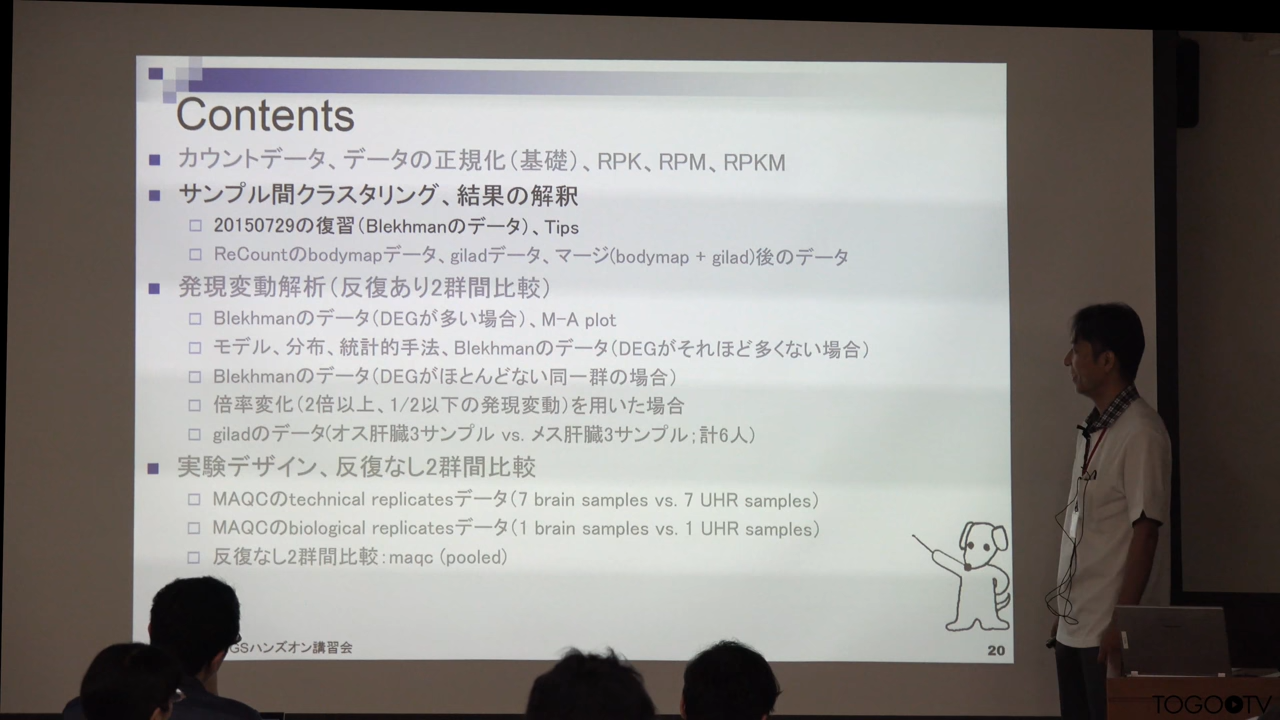 Contents
カウントデータ、データの正規化（基礎）、RPK、RPM、RPKM
サンプル間クラスタリング、結果の解釈
20150729の復習（Blekhmanのデータ）、Tips
ReCountのbodymapデータ、giladデータ、マージ(bodymap + gilad)後のデータ
発現変動解析（反復あり2群間比較）
Blekhmanのデータ（DEGが多い場合）、M-A plot
モデル、分布、統計的手法、Blekhmanのデータ（DEGがそれほど多くない場合）
Blekhmanのデータ（DEGがほとんどない同一群の場合）
倍率変化（2倍以上、1/2以下の発現変動）を用いた場合
giladのデータ(オス肝臓3サンプル vs. メス肝臓3サンプル；計6人)
実験デザイン、反復なし2群間比較
MAQCのtechnical replicatesデータ（7 brain samples vs. 7 UHR samples）
MAQCのbiological replicatesデータ（1 brain samples vs. 1 UHR samples）
反復なし2群間比較：maqc (pooled)
GSハンズオン講習会
20
TOGOTV